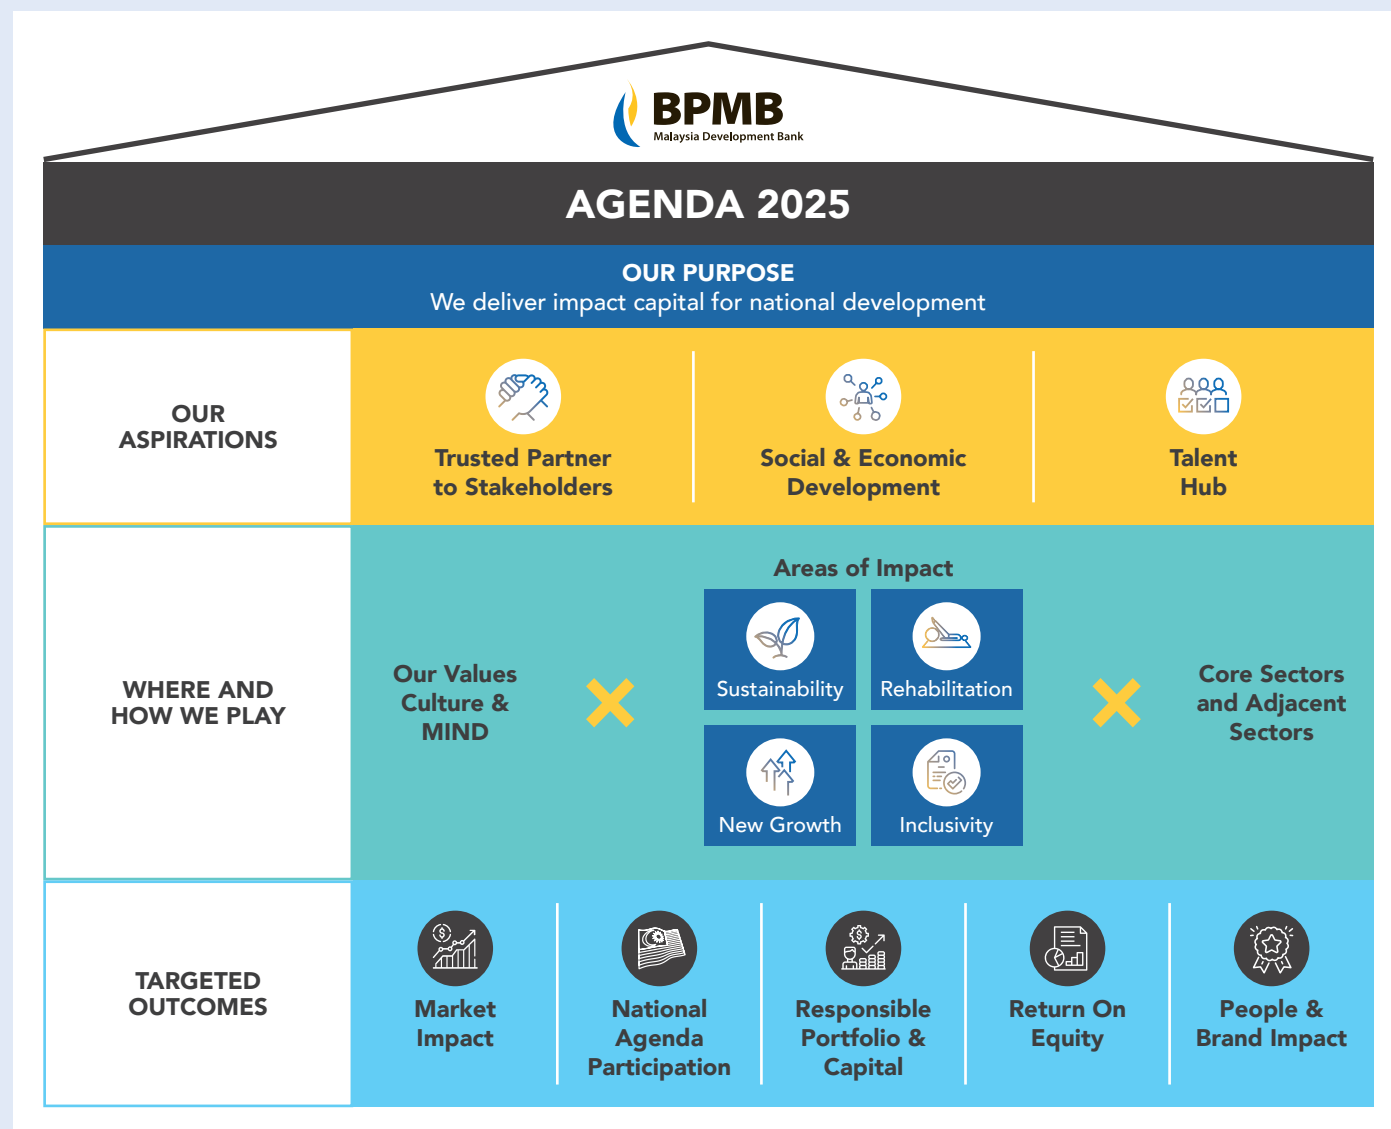 BPMB
Malaysia Development Bank
AGENDA 2025
OUR PURPOSE
We deliver impact capital for national development
OUR
ASPIRATIONS
Trusted Partner
to Stakeholders
Social & Economic
Development
Talent
Hub
WHERE AND
HOW WE PLAY
Our Values
Culture &
MIND
Areas of Impact
Sustainability
Rehabilitation
New Growth
Inclusivity
Core Sectors
and Adjacent
Sectors
TARGETED
OUTCOMES
Market
Impact
National
Agenda
Participation
Responsible
Portfolio &
Capital
Return On
Equity
People &
Brand Impact